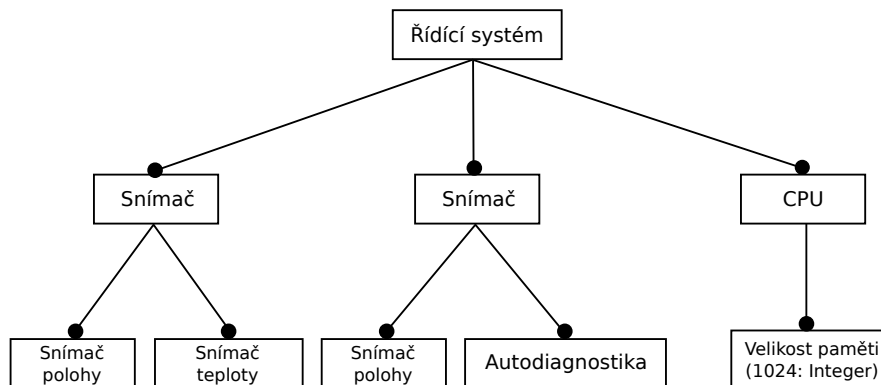 Řídící systém
Snímač
Snímač
CPU
Snímač
polohy
Snímač
teploty
Snímač
polohy
Autodiagnostika
Velikost paměti
(1024: Integer)